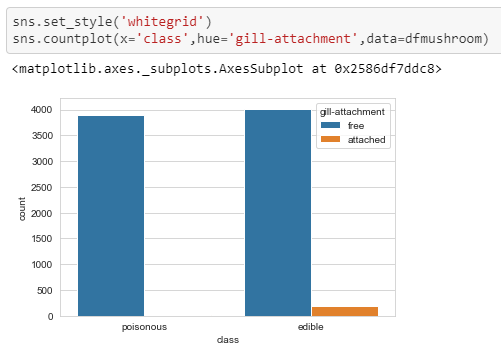 sns.set_style('whitegrid')
sns.countplot(x='class',hue='gill-attachment',data=dfmushroom)
<matplotlib.axes._subplots.AxesSubplot at 0x2586df7ddc8>
gill-attachment
free
attached
4000
3500
3000
2500
2000
1500
1000
500
0
count
poisonous
edible
class